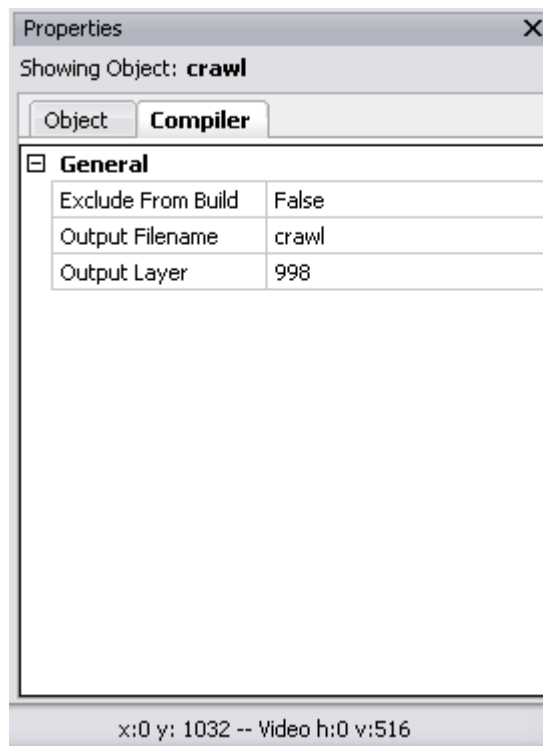 Properties
Showing Object: crawl
Object Compiler
General
Exclude From Build False
Output Filename crawl
Output Layer 998
x:0 y: 1032 -- Video h:0 v:516